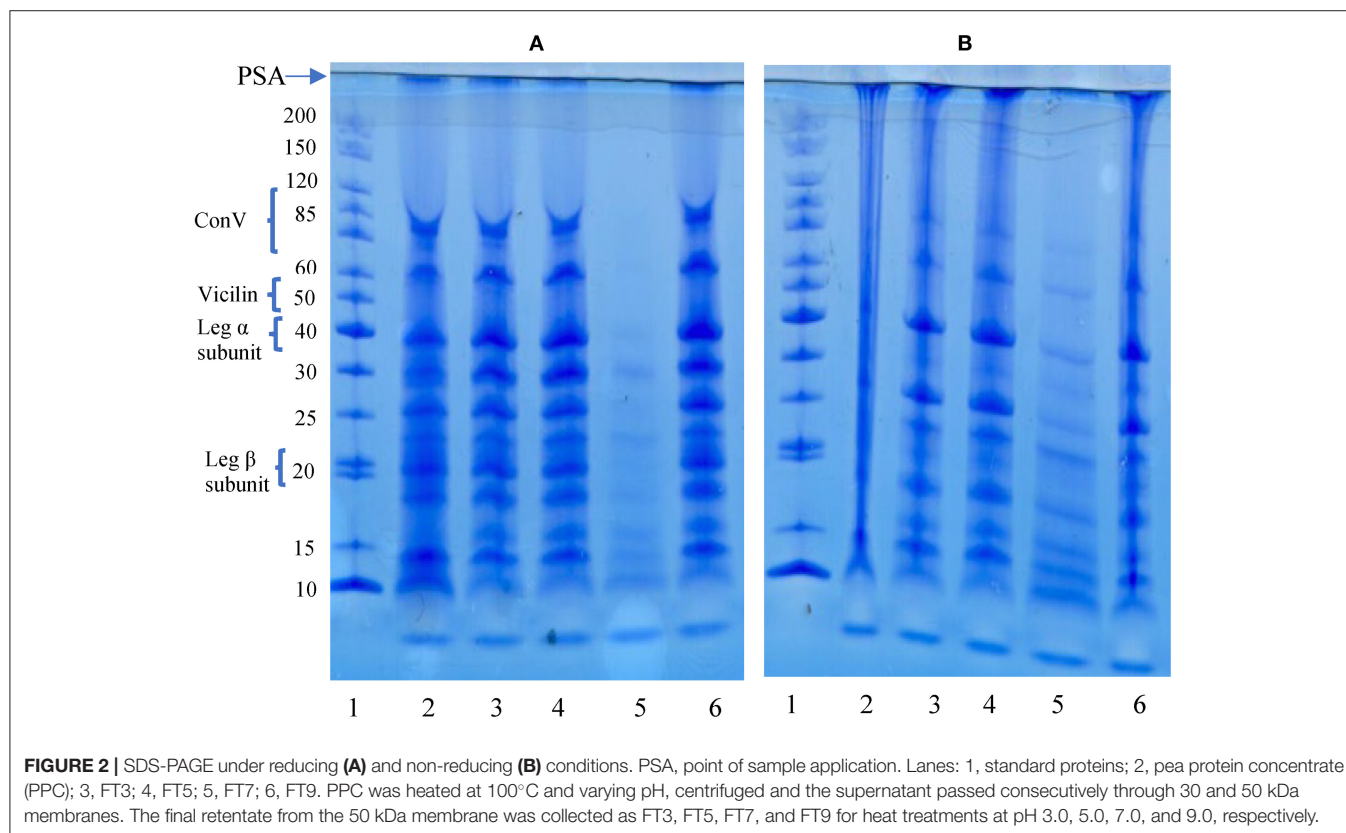 A
B
PSA
200
150
120
ConV
85
60
Vicilin
50
Leg α
subunit
40
30
25
Leg β
subunit
20
15
10
1 2 3 4 5 6
1 2 3 4 5 6
FIGURE 2 | SDS-PAGE under reducing (A) and non-reducing (B) conditions. PSA, point of sample application. Lanes: 1, standard proteins; 2, pea protein concentrate
(PPC); 3, FT3; 4, FT5; 5, FT7; 6, FT9. PPC was heated at 100°C and varying pH, centrifuged and the supernatant passed consecutively through 30 and 50 kDa
membranes. The final retentate from the 50 kDa membrane was collected as FT3, FT5, FT7, and FT9 for heat treatments at pH 3.0, 5.0, 7.0, and 9.0, respectively.